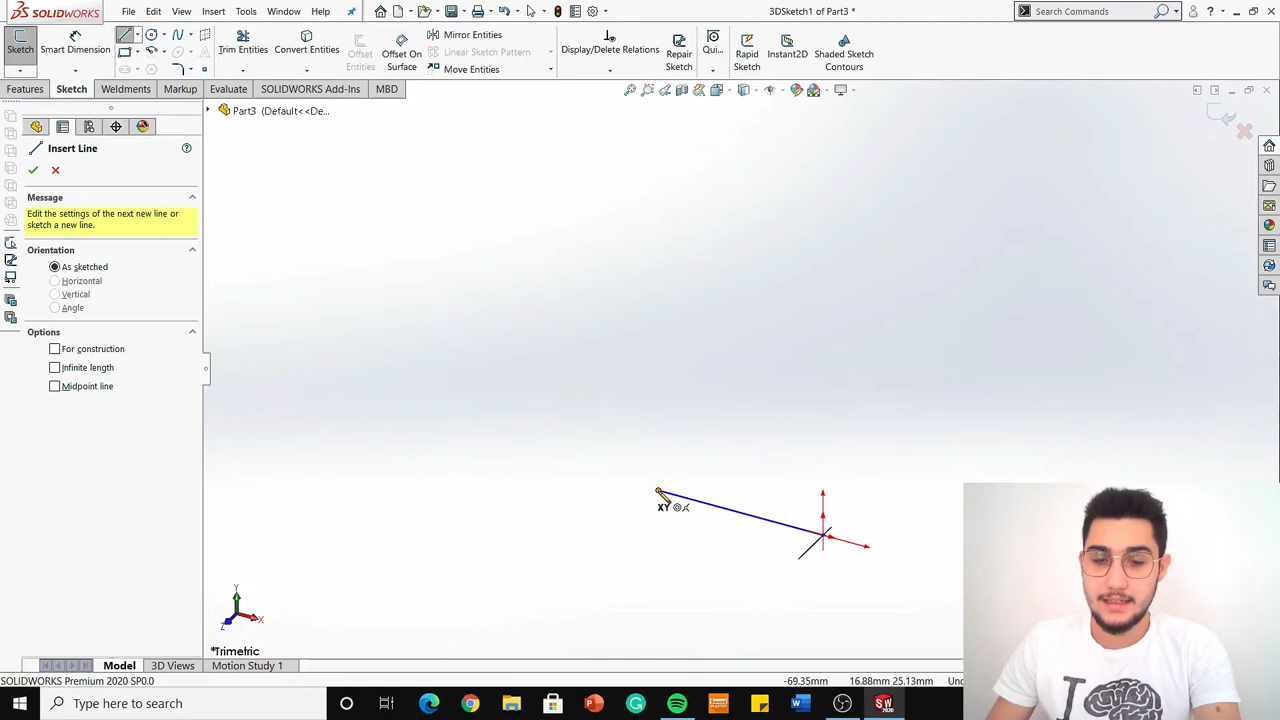 SOLIDWORKS File Edit View Insert Tools Window Help 3DSketch1 of Part3 * Search Commands
Sketch Smart Dimension Trim Entities Convert Entities Offset Entities Offset On Surface Mirror Entities Linear Sketch Pattern Move Entities Display/Delete Relations Repair Sketch Qui... Rapid Sketch Instant2D Shaded Sketch Contours
Features Sketch Weldments Markup Evaluate SOLIDWORKS Add-Ins MBD
Part3 (Default<<De...
Insert Line
Message
Edit the settings of the next new line or
sketch a new line.
Orientation
As sketched
Horizontal
Vertical
Angle
Options
For construction
Infinite length
Midpoint line
XY
Y
X
Z
*Trimetric
Model 3D Views Motion Study 1
SOLIDWORKS Premium 2020 SP0.0 -69.35mm 16.88mm 25.13mm
Type here to search
I